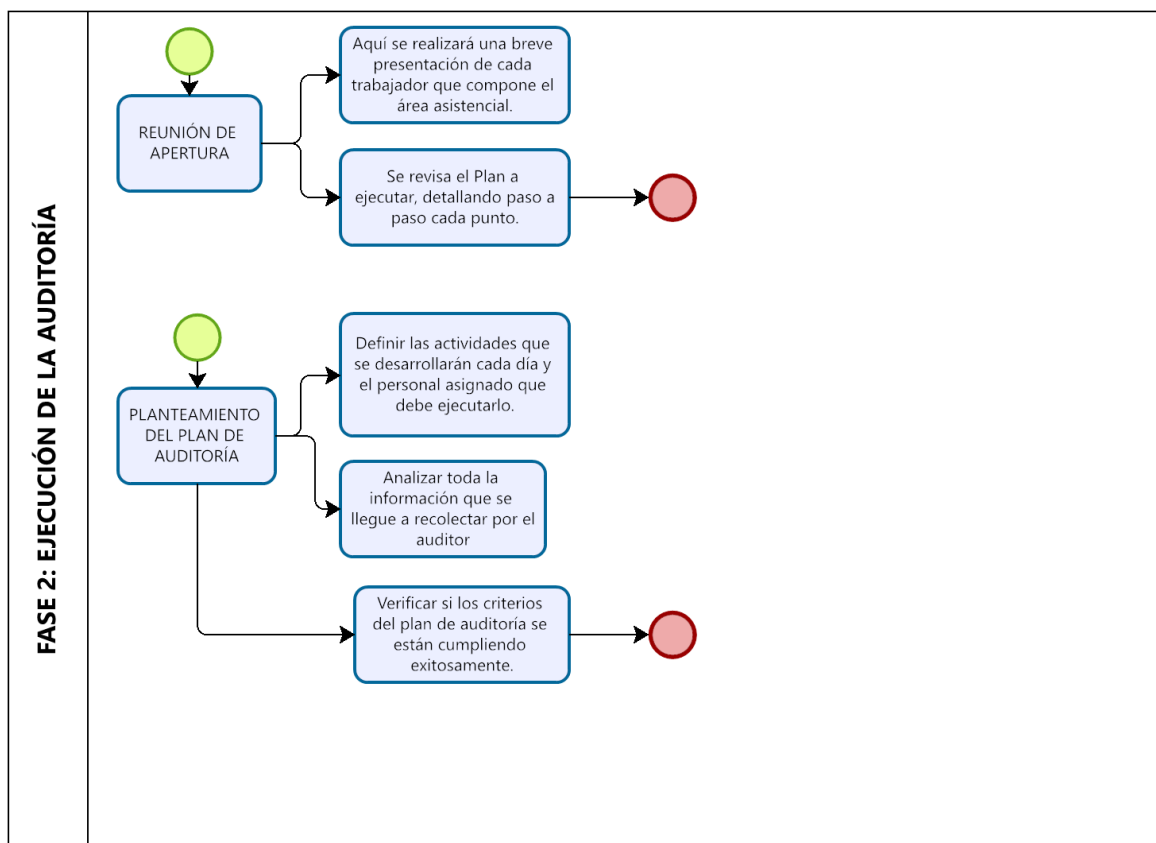 FASE 2: EJECUCIÓN DE LA AUDITORÍA
REUNIÓN DE
APERTURA
Aquí se realizará una breve
presentación de cada
trabajador que compone el
área asistencial.
Se revisa el Plan a
ejecutar, detallando paso a
paso cada punto.
PLANTEAMIENTO
DEL PLAN DE
AUDITORÍA
Definir las actividades que
se desarrollarán cada día y
el personal asignado que
debe ejecutarlo.
Analizar toda la
información que se
llegue a recolectar por el
auditor
Verificar si los criterios
del plan de auditoría se
están cumpliendo
exitosamente.